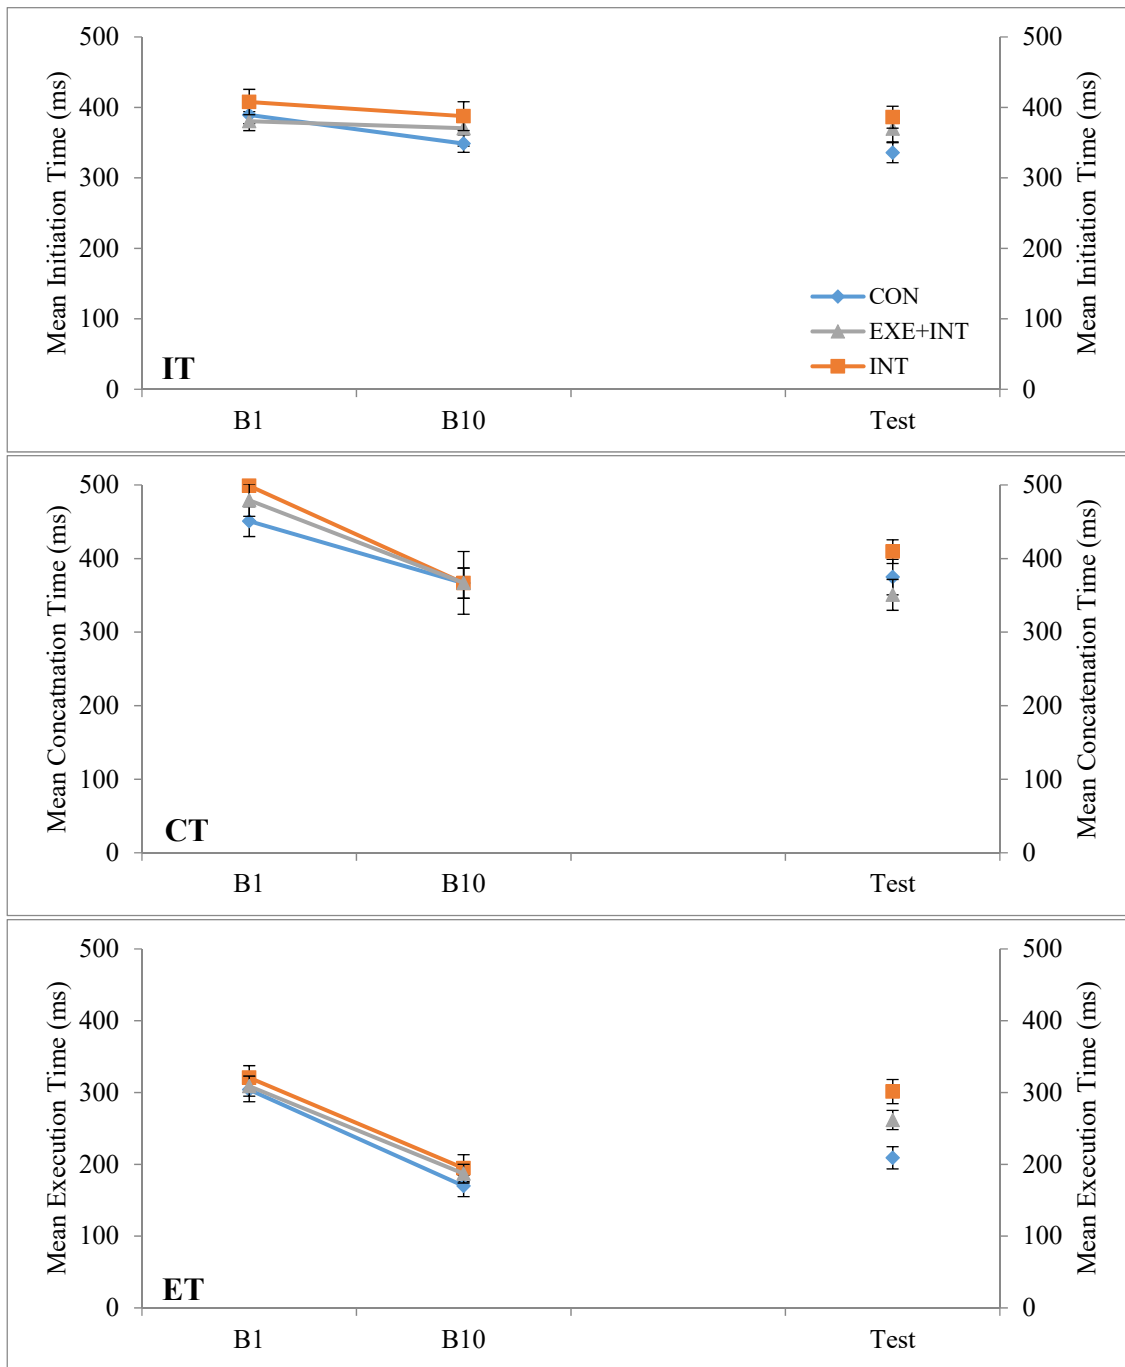 Mean Initiation Time (ms)
500
400
300
200
100
0
B1
B10
Test
500
400
300
200
100
0
Mean Initiation Time (ms)
CON
EXE+INT
INT
IT
Mean Concatnation Time (ms)
500
400
300
200
100
0
B1
B10
Test
500
400
300
200
100
0
Mean Concatenation Time (ms)
CT
Mean Execution Time (ms)
500
400
300
200
100
0
B1
B10
Test
500
400
300
200
100
0
Mean Execution Time (ms)
ET